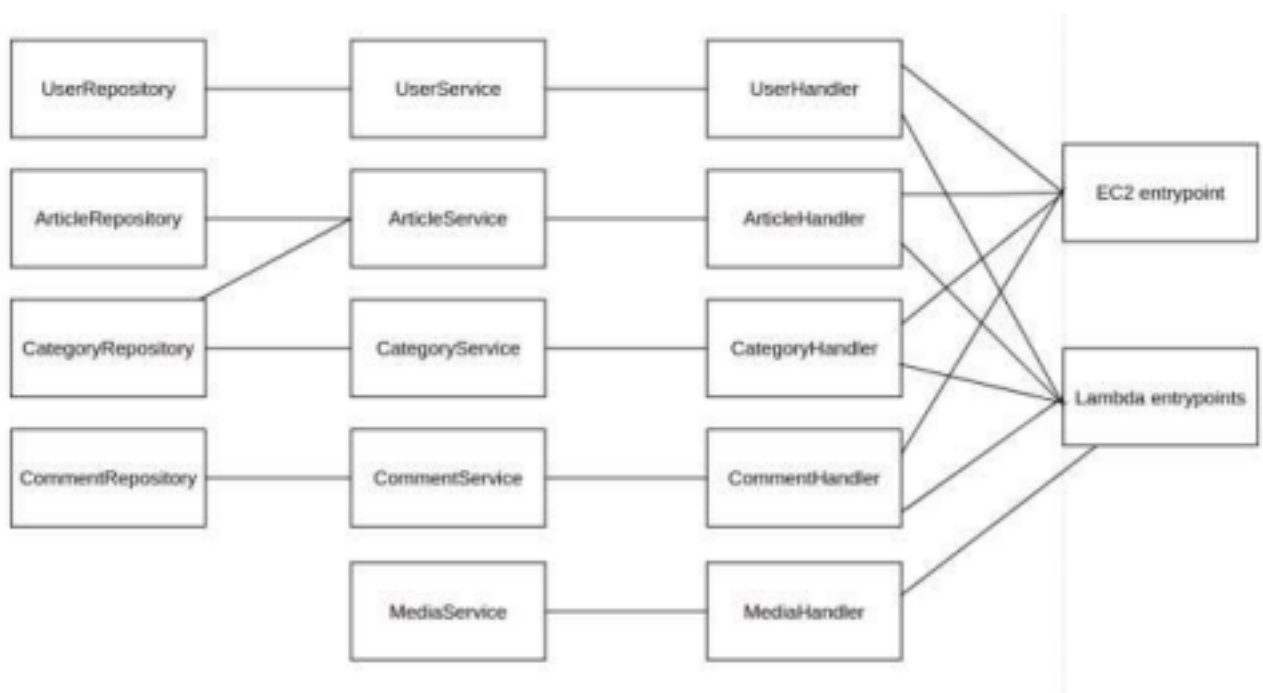 UserRepository
UserService
UserHandler
EC2 entrypoint
ArticleRepository
ArticleService
ArticleHandler
CategoryRepository
CategoryService
CategoryHandler
Lambda entrypoints
CommentRepository
CommentService
CommentHandler
MediaService
MediaHandler